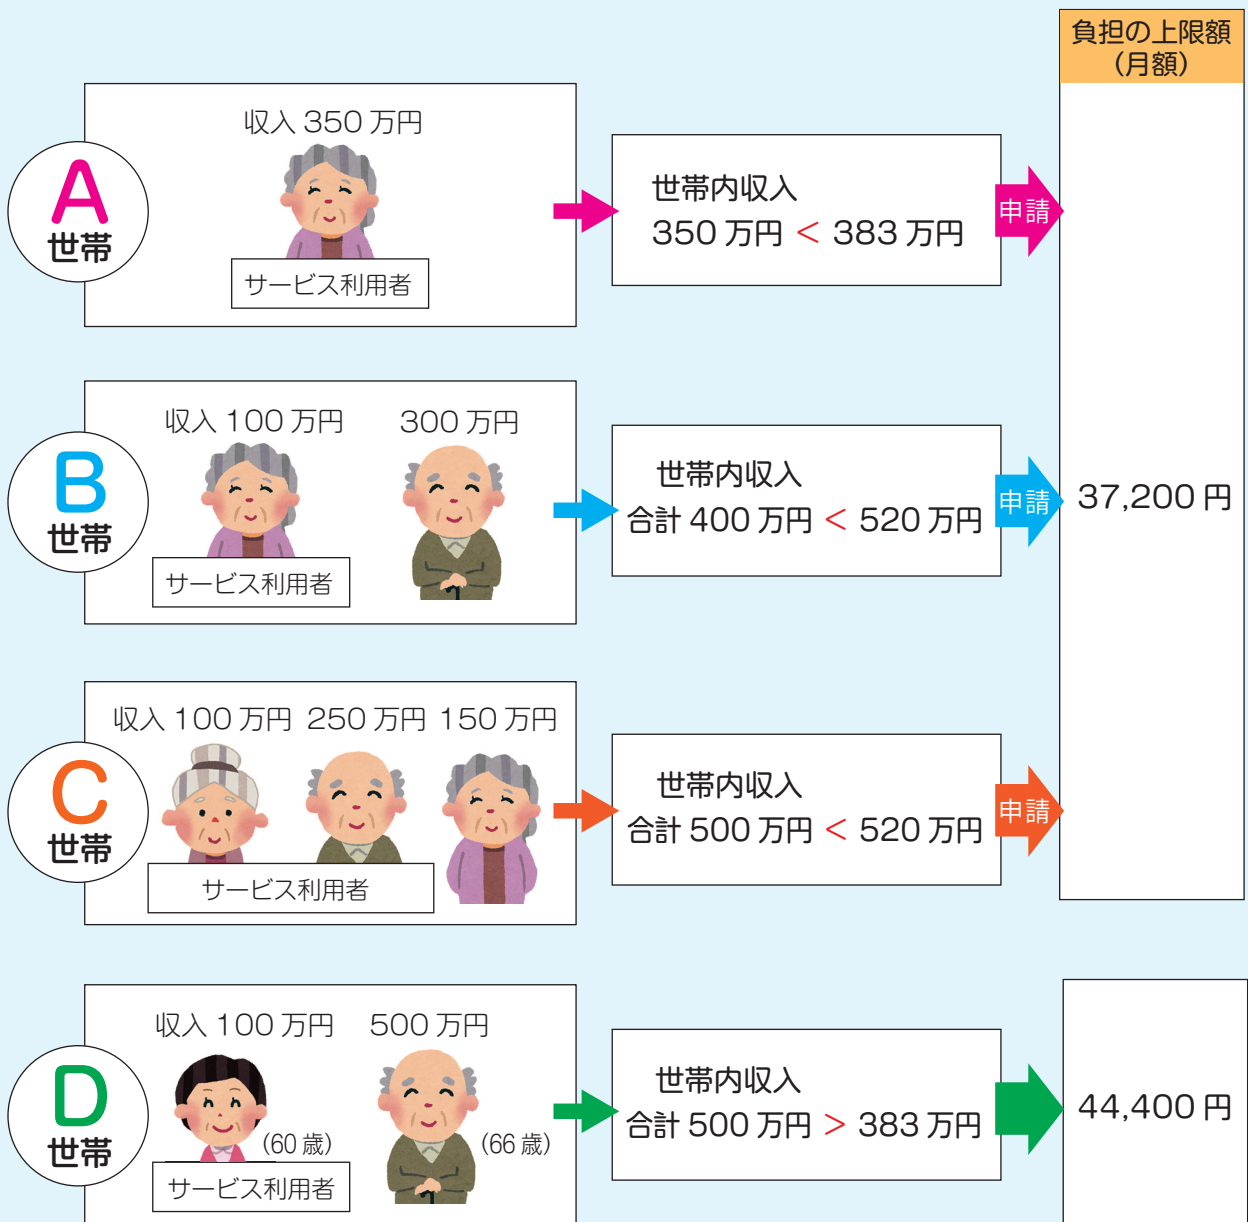 負担の上限額
（月額）
A
世帯
収入 350 万円
サービス利用者
世帯内収入
350 万円 < 383 万円
申請
B
世帯
収入 100 万円
300 万円
サービス利用者
世帯内収入
合計 400 万円 < 520 万円
申請
37,200 円
C
世帯
収入 100 万円 250 万円 150 万円
サービス利用者
世帯内収入
合計 500 万円 < 520 万円
申請
D
世帯
収入 100 万円
500 万円
（60 歳）
（66 歳）
サービス利用者
世帯内収入
合計 500 万円 > 383 万円
44,400 円